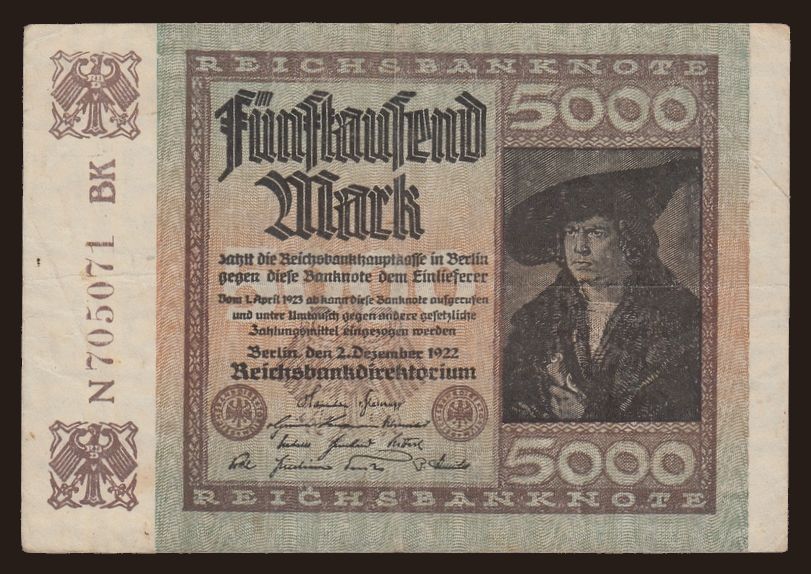 REICHSBANKNOTE
5000
Fünftausend
Mark
zahlt die Reichsbankhauptkasse in Berlin
gegen diese Banknote dem Einlieferer
Vom 1. April 1923 ab kann diese Banknote aufgerufen
und unter Umtausch gegen andere gesetzliche
Zahlungsmittel eingezogen werden
Berlin, den 2. Dezember 1922
Reichsbankdirektorium
N 705071 BK
5000
REICHSBANKNOTE